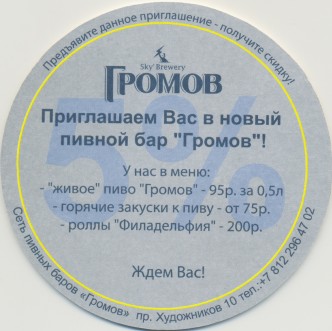 Предъявите данное приглашение - получите скидку!
Sky' Brewery
ГРОМОВ
5%
Приглашаем Вас в новый
пивной бар "Громов"!
У нас в меню:
- "живое" пиво "Громов" - 95р. за 0,5л
- горячие закуски к пиву - от 75р.
- роллы "Филадельфия" - 200р.
Ждем Вас!
Сеть пивных баров «Громовъ» пр. Художников 10 тел.:+7 812 296 47 02